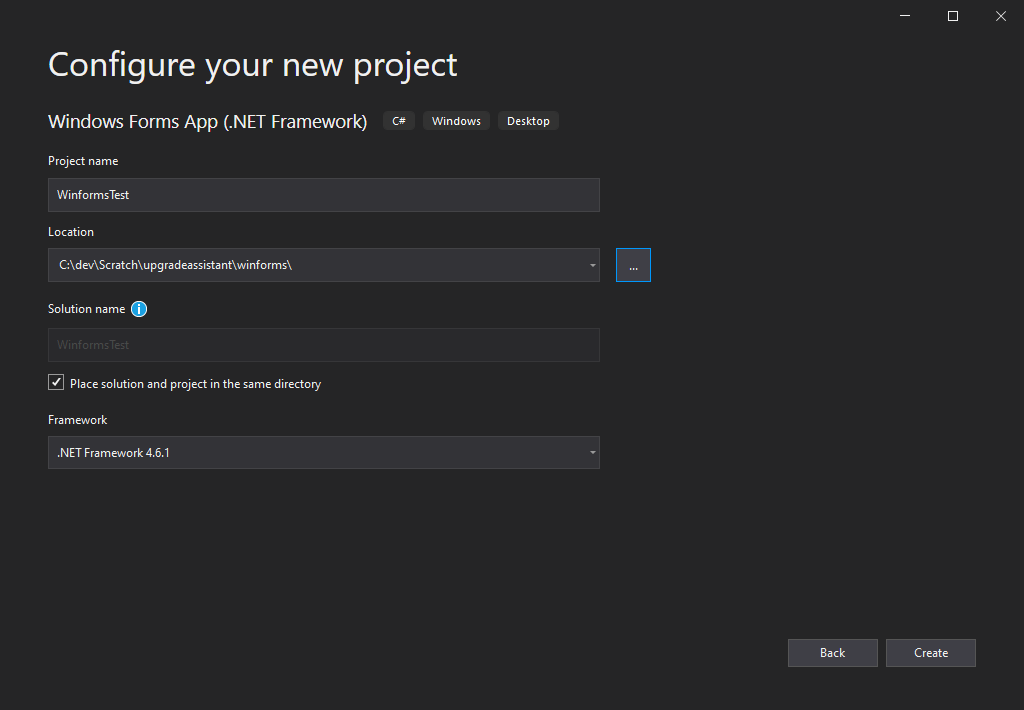 Configure your new project
Windows Forms App (.NET Framework) C# Windows Desktop
Project name
WinformsTest
Location
C:\dev\Scratch\upgradeassistant\winforms\ ...
Solution name i
WinformsTest
Place solution and project in the same directory
Framework
.NET Framework 4.6.1
Back Create